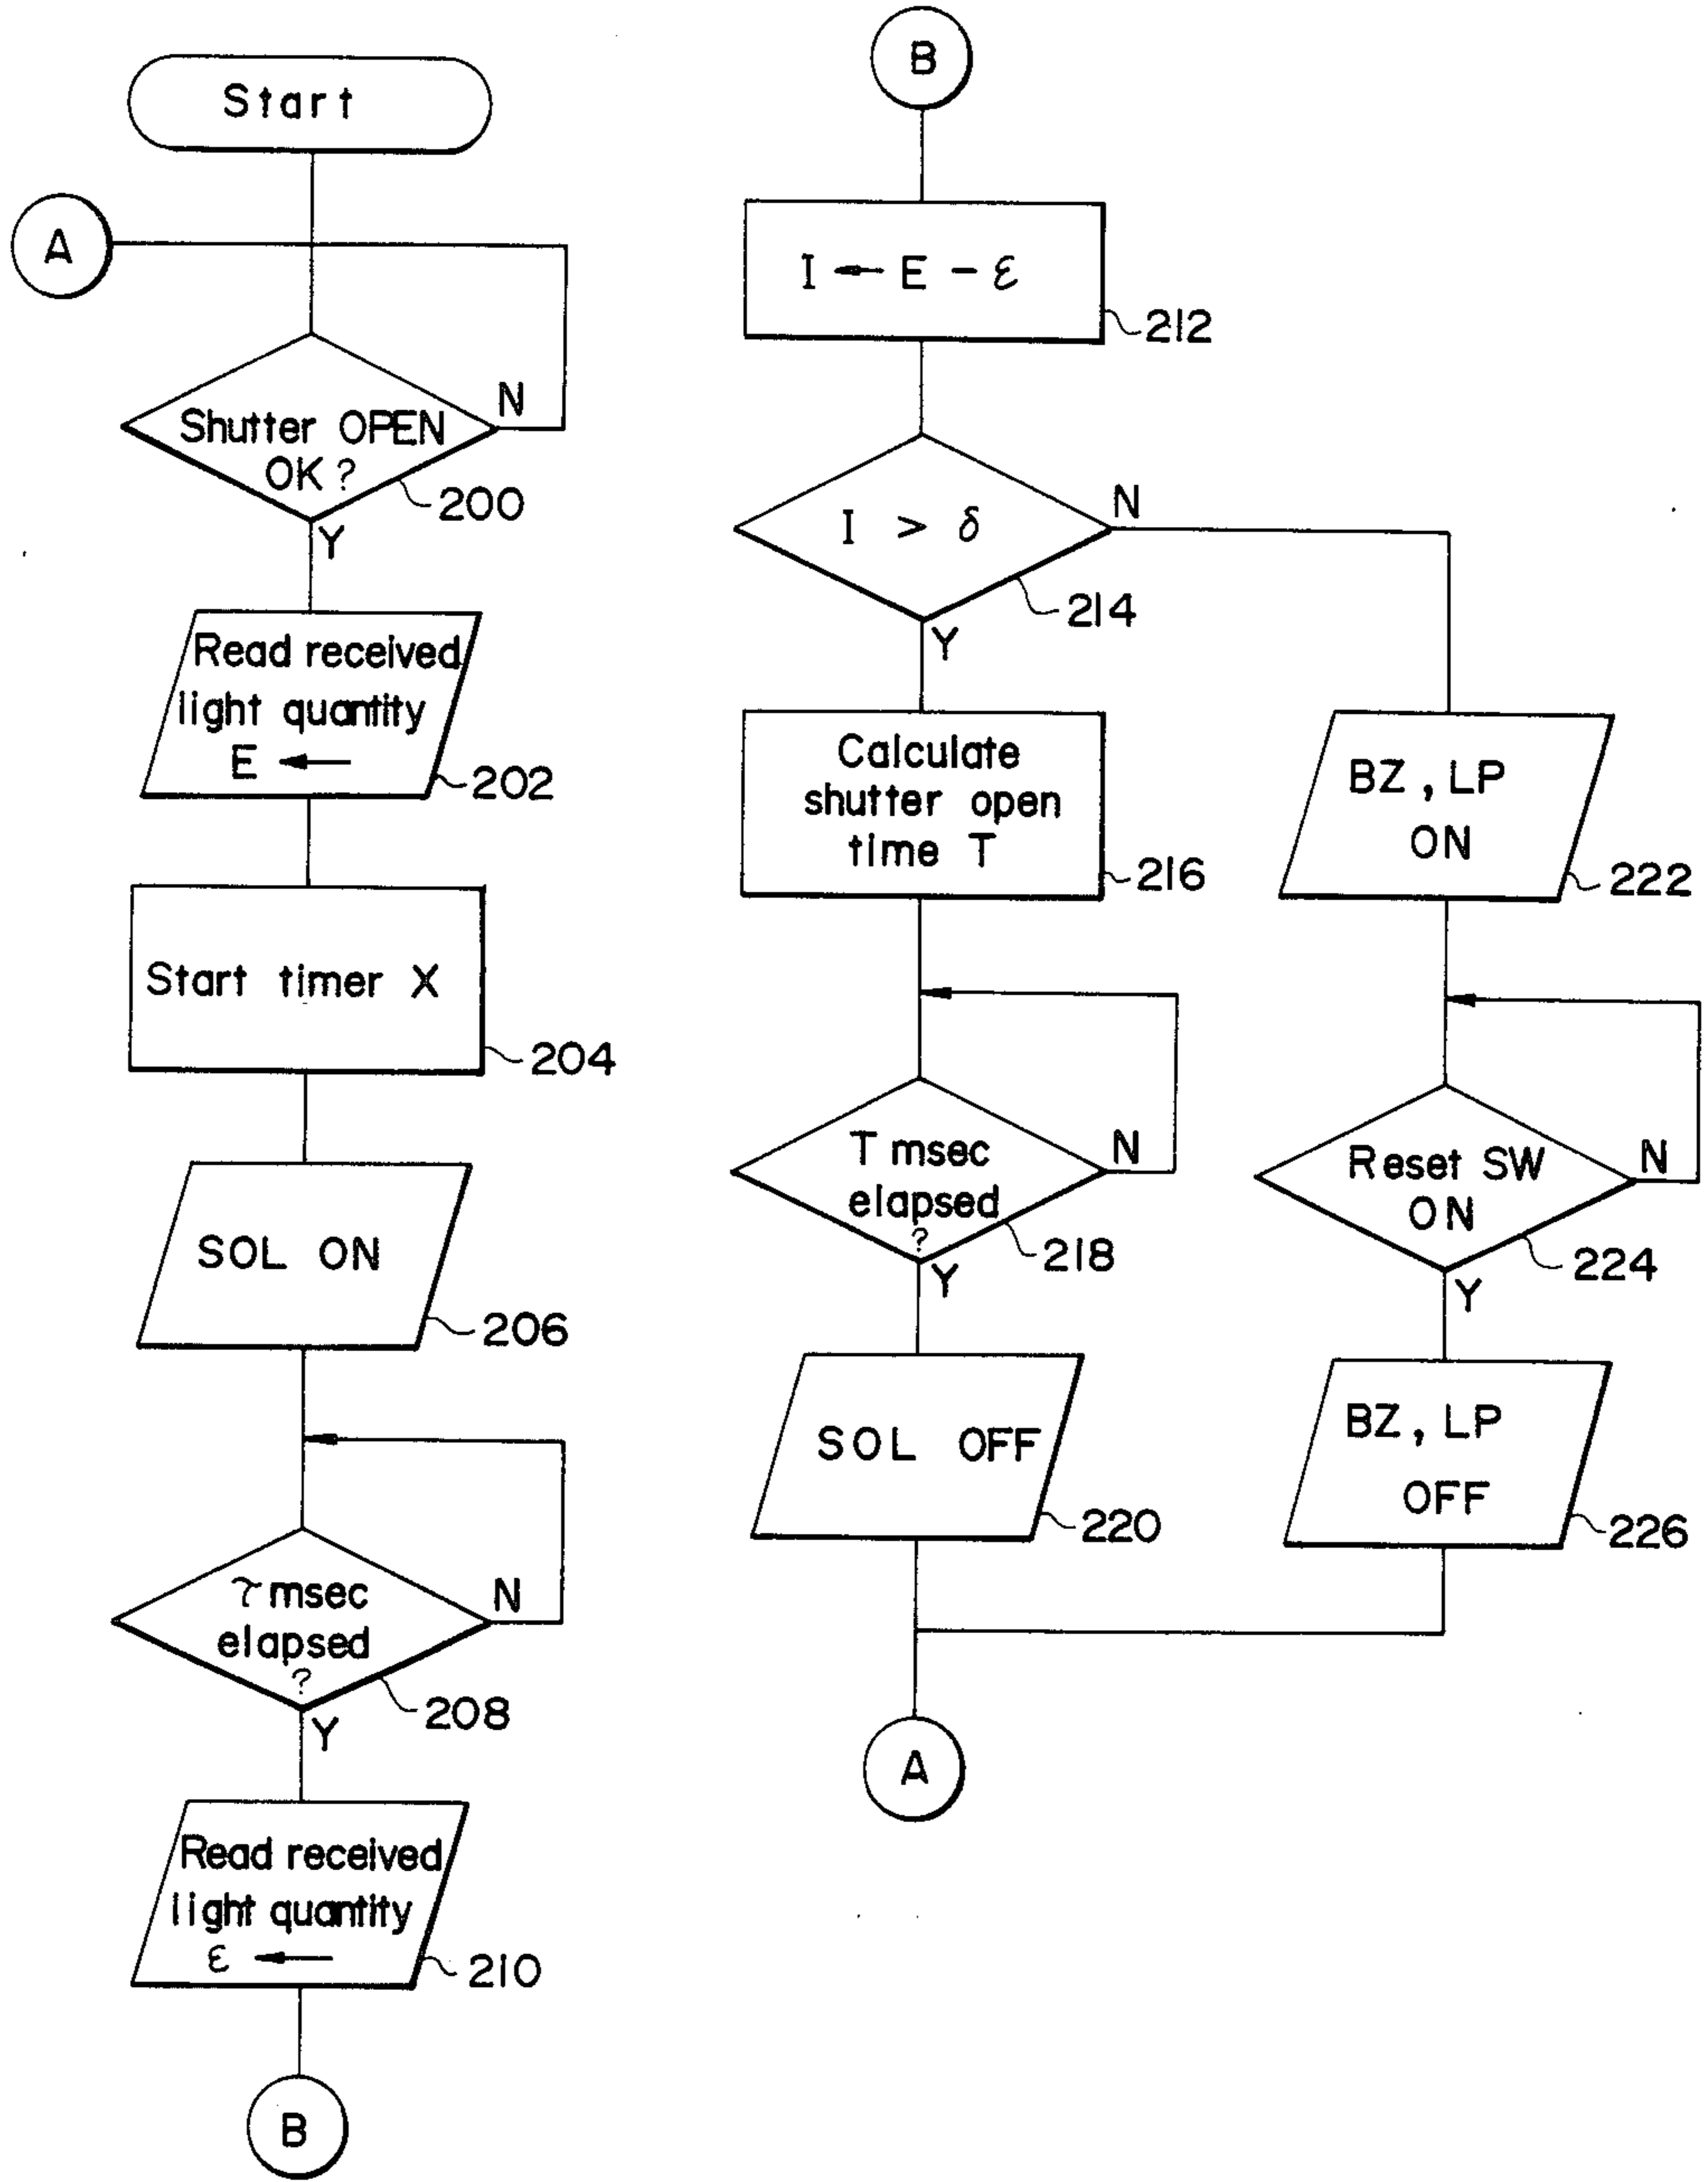 Start
A
Shutter OPEN
OK?
N
200
Y
Read received
light quantity
E ←
202
Start timer X
204
SOL ON
206
τ msec
elapsed
?
N
208
Y
Read received
light quantity
ε ←
210
B
B
I ← E - ε
212
I > δ
N
214
Y
Calculate
shutter open
time T
216
T msec
elapsed
?
N
218
Y
SOL OFF
220
A
BZ, LP
ON
222
Reset SW
ON
N
224
Y
BZ, LP
OFF
226